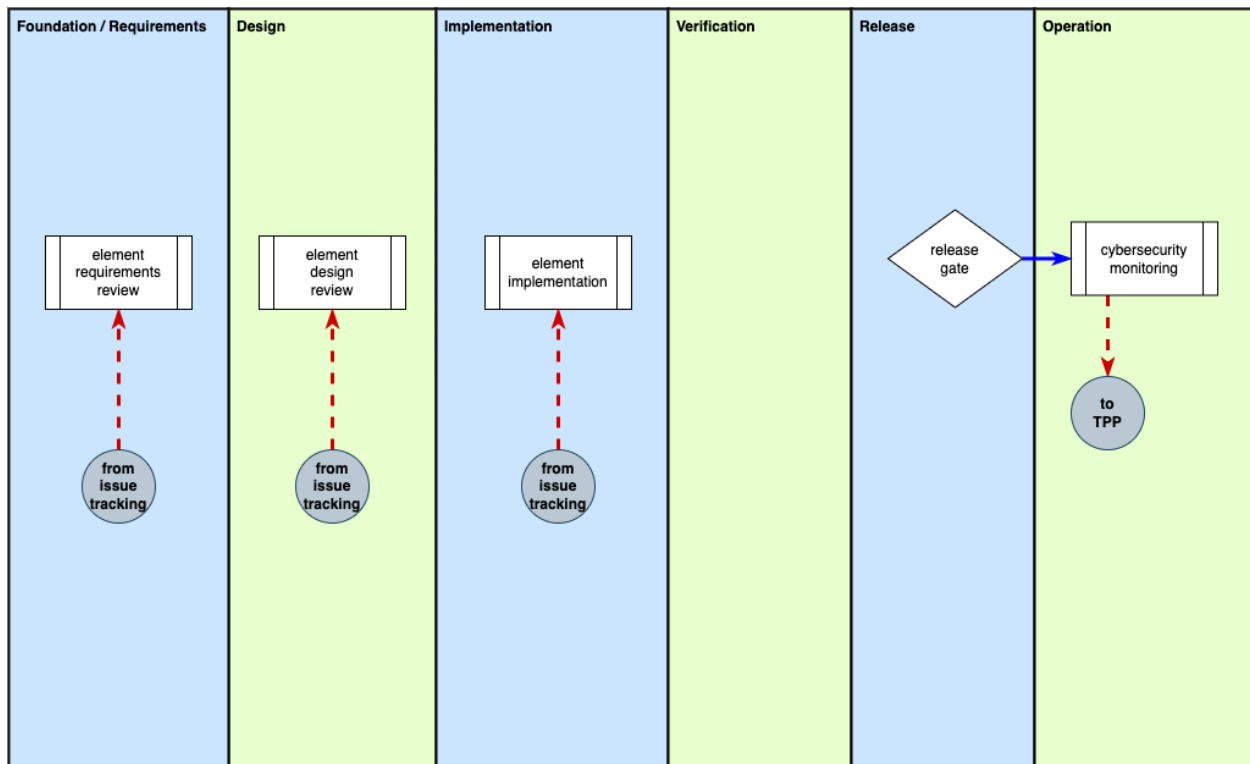 Foundation / Requirements
Design
Implementation
Verification
Release
Operation
element
requirements
review
element
design
review
element
implementation
release
gate
cybersecurity
monitoring
to
TPP
from
issue
tracking
from
issue
tracking
from
issue
tracking